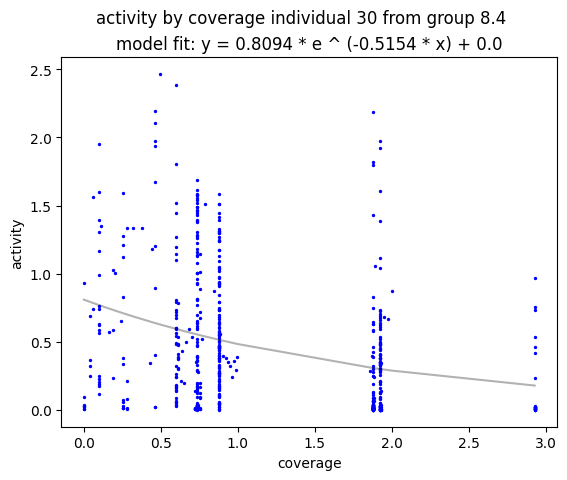 activity by coverage individual 30 from group 8.4
model fit: y = 0.8094 * e ^ (-0.5154 * x) + 0.0
2.5
2.0
1.5
1.0
0.5
0.0
activity
0.0 0.5 1.0 1.5 2.0 2.5 3.0
coverage